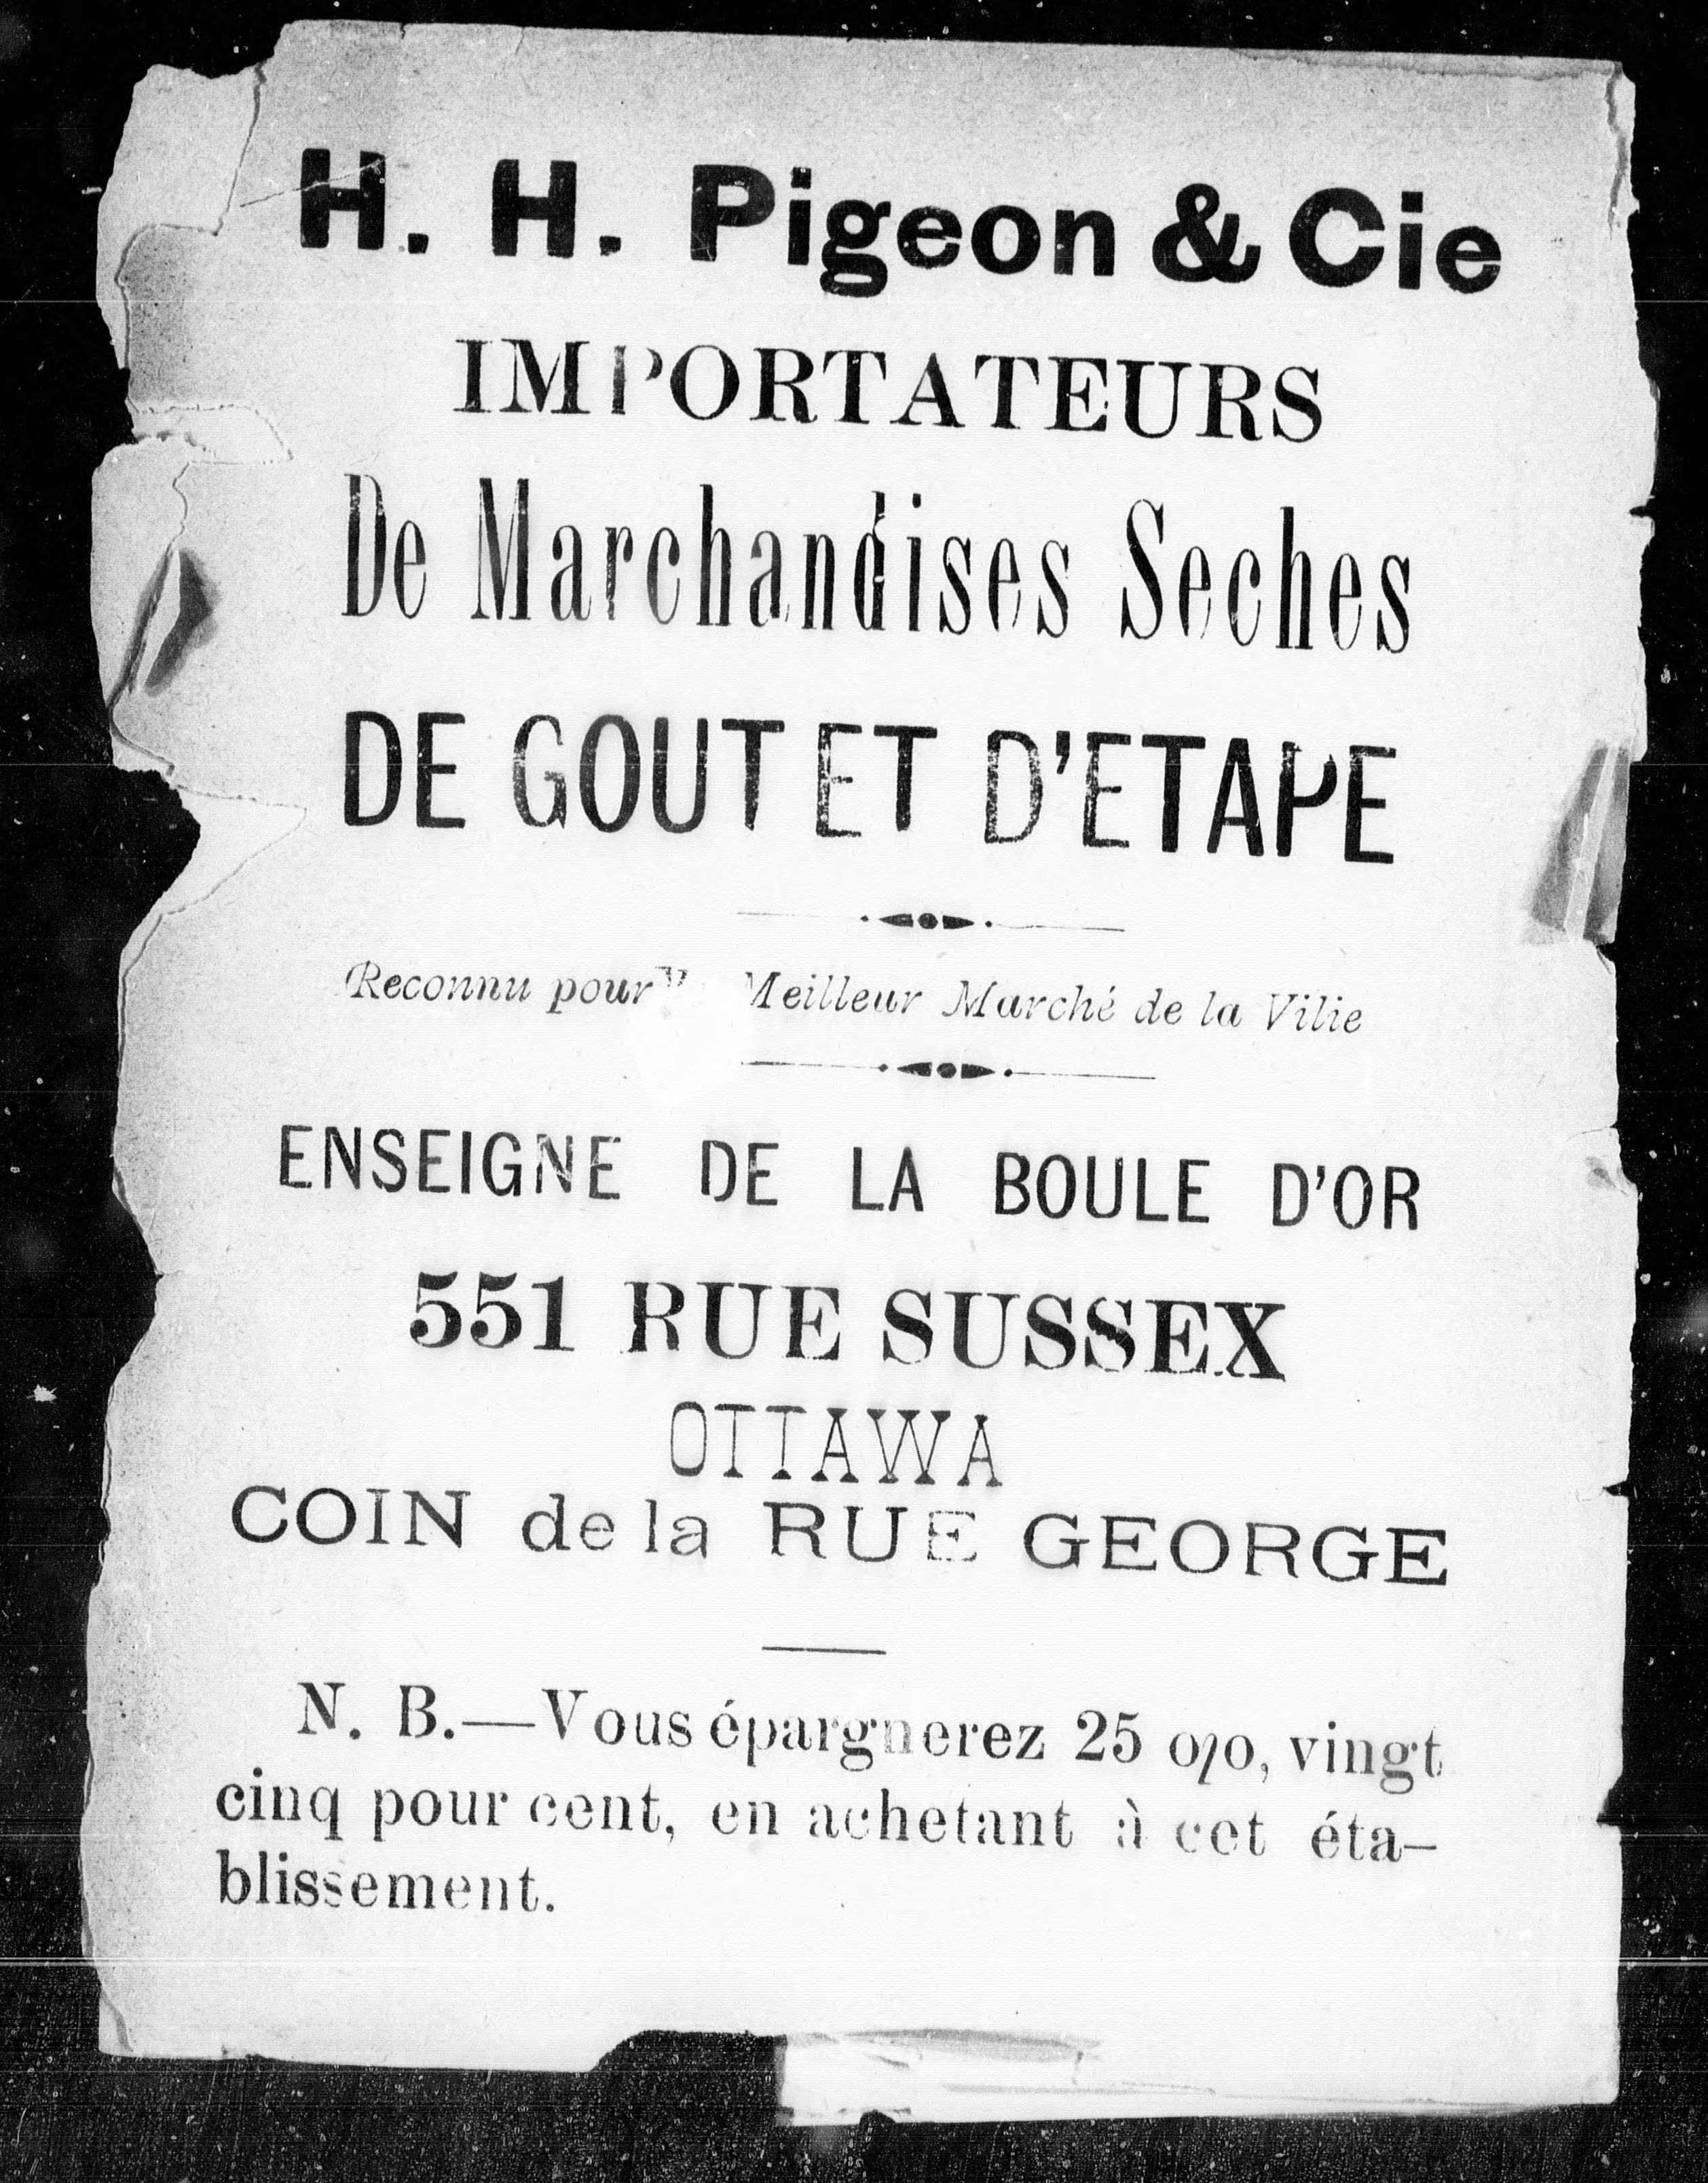 H. H. Pigeon & Cie
IMPORTATEURS
De Marchandises Seches
DE GOUT ET D'ETAPE
Reconnu pour Meilleur Marché de la Vilie
ENSEIGNE DE LA BOULE D'OR
551 RUE SUSSEX
OTTAWA
COIN de la RUE GEORGE
N. B.—Vous épargnerez 25 o/o, vingt
cinq pour cent, en achetant à cet éta-
blissement.